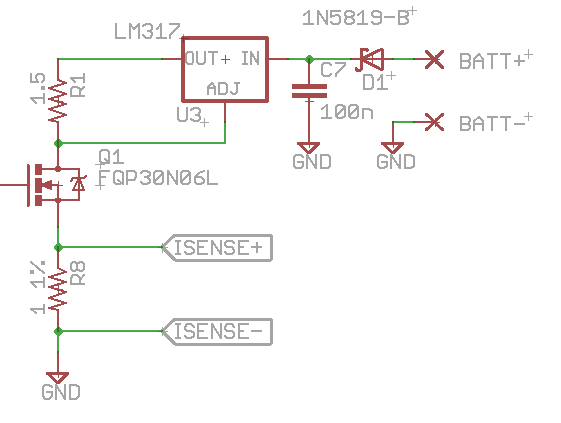 1N5819-B
LM317
OUT+ IN
ADJ
U3
1.5
R1
C7
100n
D1
BATT+
BATT-
GND
GND
Q1
FQP30N06L
ISENSE+
1 1%
R8
ISENSE-
GND